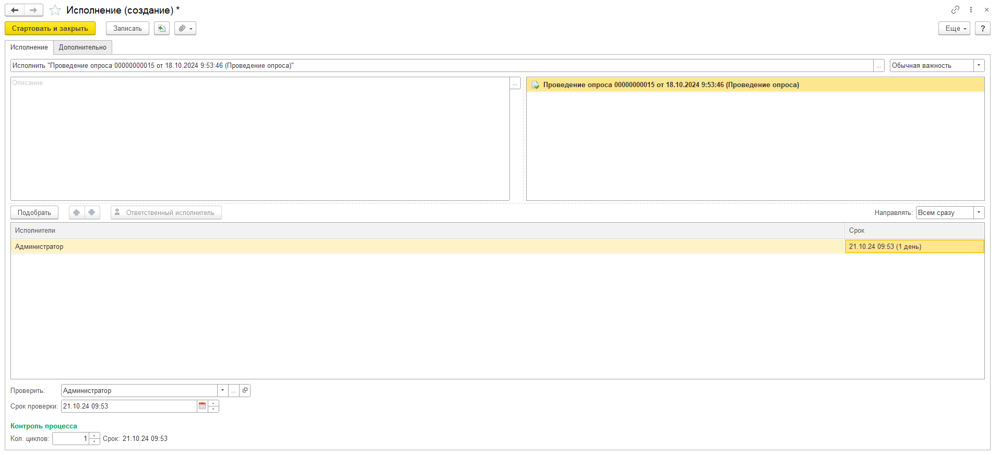 Исполнение (создание) *
Стартовать и закрыть
Записать
Еще
?
Исполнение
Дополнительно
Исполнить "Проведение опроса 00000000015 от 18.10.2024 9:53:46 (Проведение опроса)"
...
Обычная важность
Описание
...
Проведение опроса 00000000015 от 18.10.2024 9:53:46 (Проведение опроса)
Подобрать
Ответственный исполнитель
Направлять: Всем сразу
Исполнители
Срок
Администратор
21.10.24 09:53 (1 день)
Проверить: Администратор
...
Срок проверки: 21.10.24 09:53
Контроль процесса
Кол. циклов: 1 Срок: 21.10.24 09:53